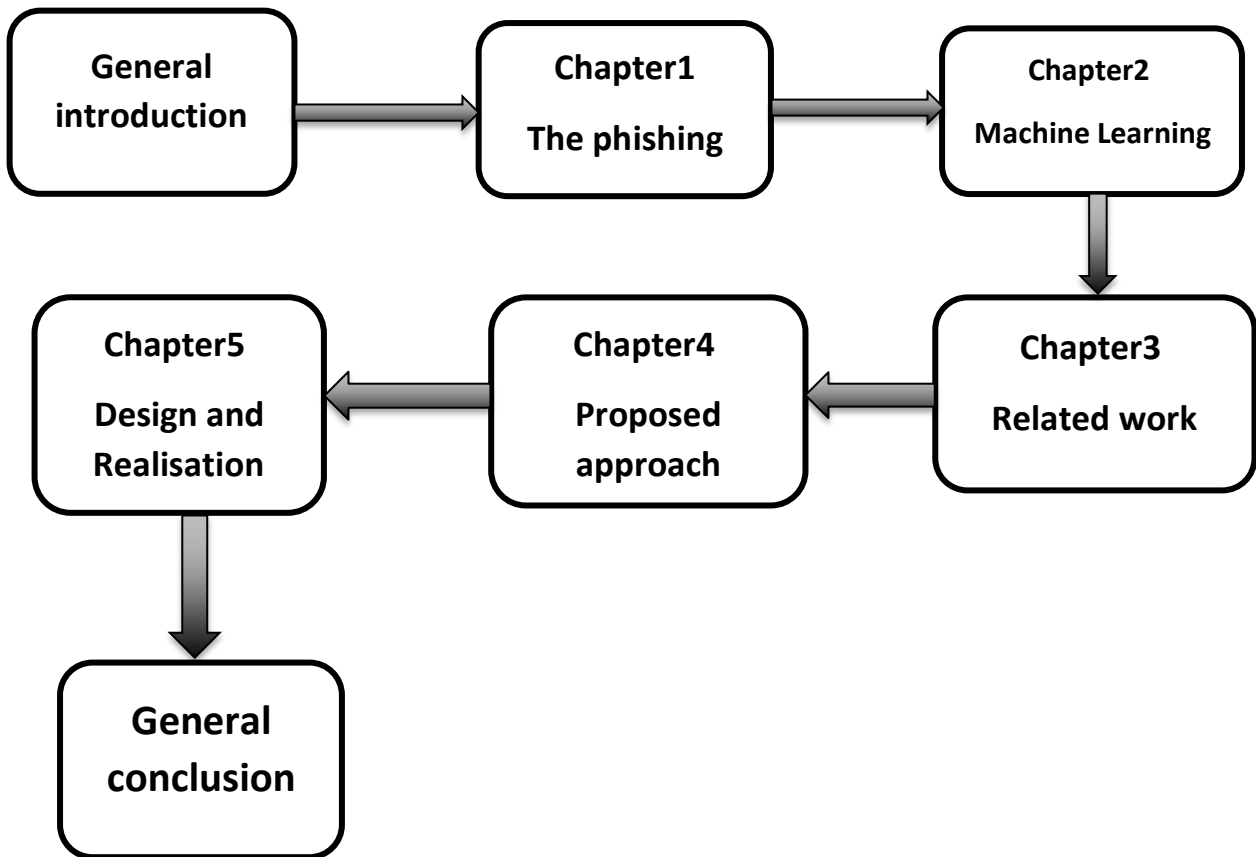 General
introduction
Chapter1
The phishing
Chapter2
Machine Learning
Chapter3
Related work
Chapter4
Proposed
approach
Chapter5
Design and
Realisation
General
conclusion